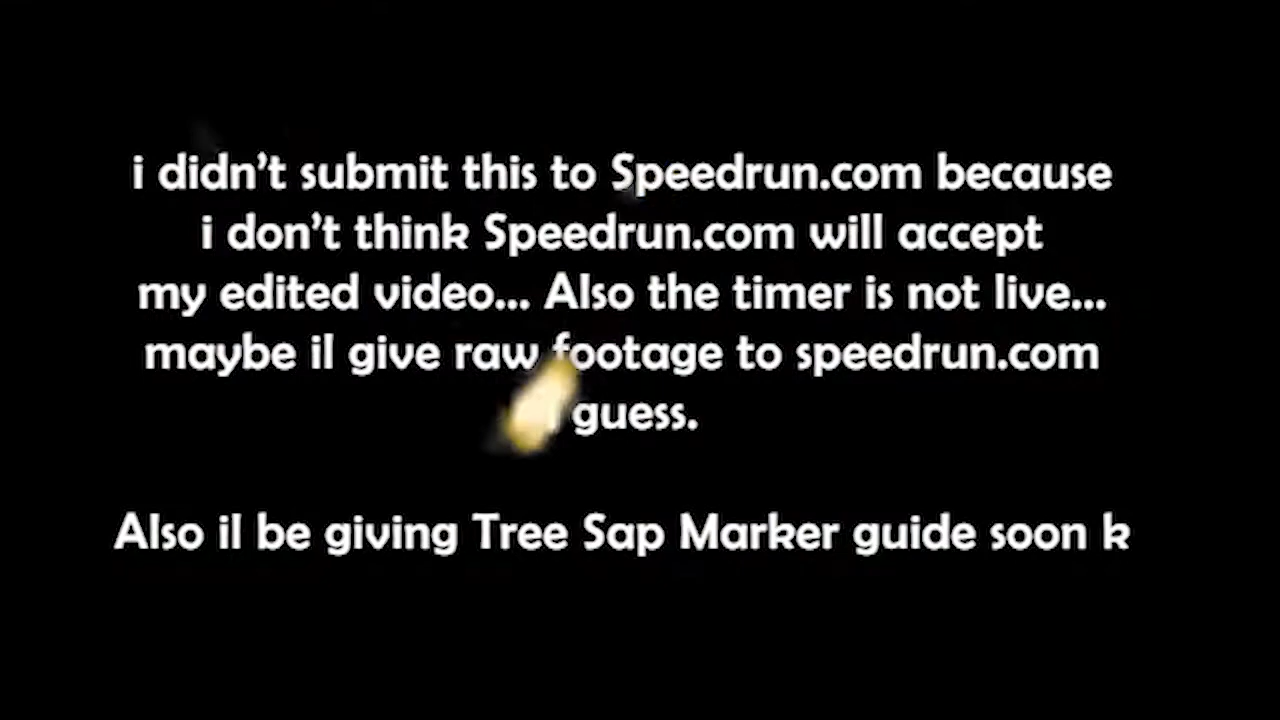 i didn’t submit this to Speedrun.com because
i don’t think Speedrun.com will accept
my edited video... Also the timer is not live...
maybe il give raw footage to speedrun.com
i guess.
Also il be giving Tree Sap Marker guide soon k